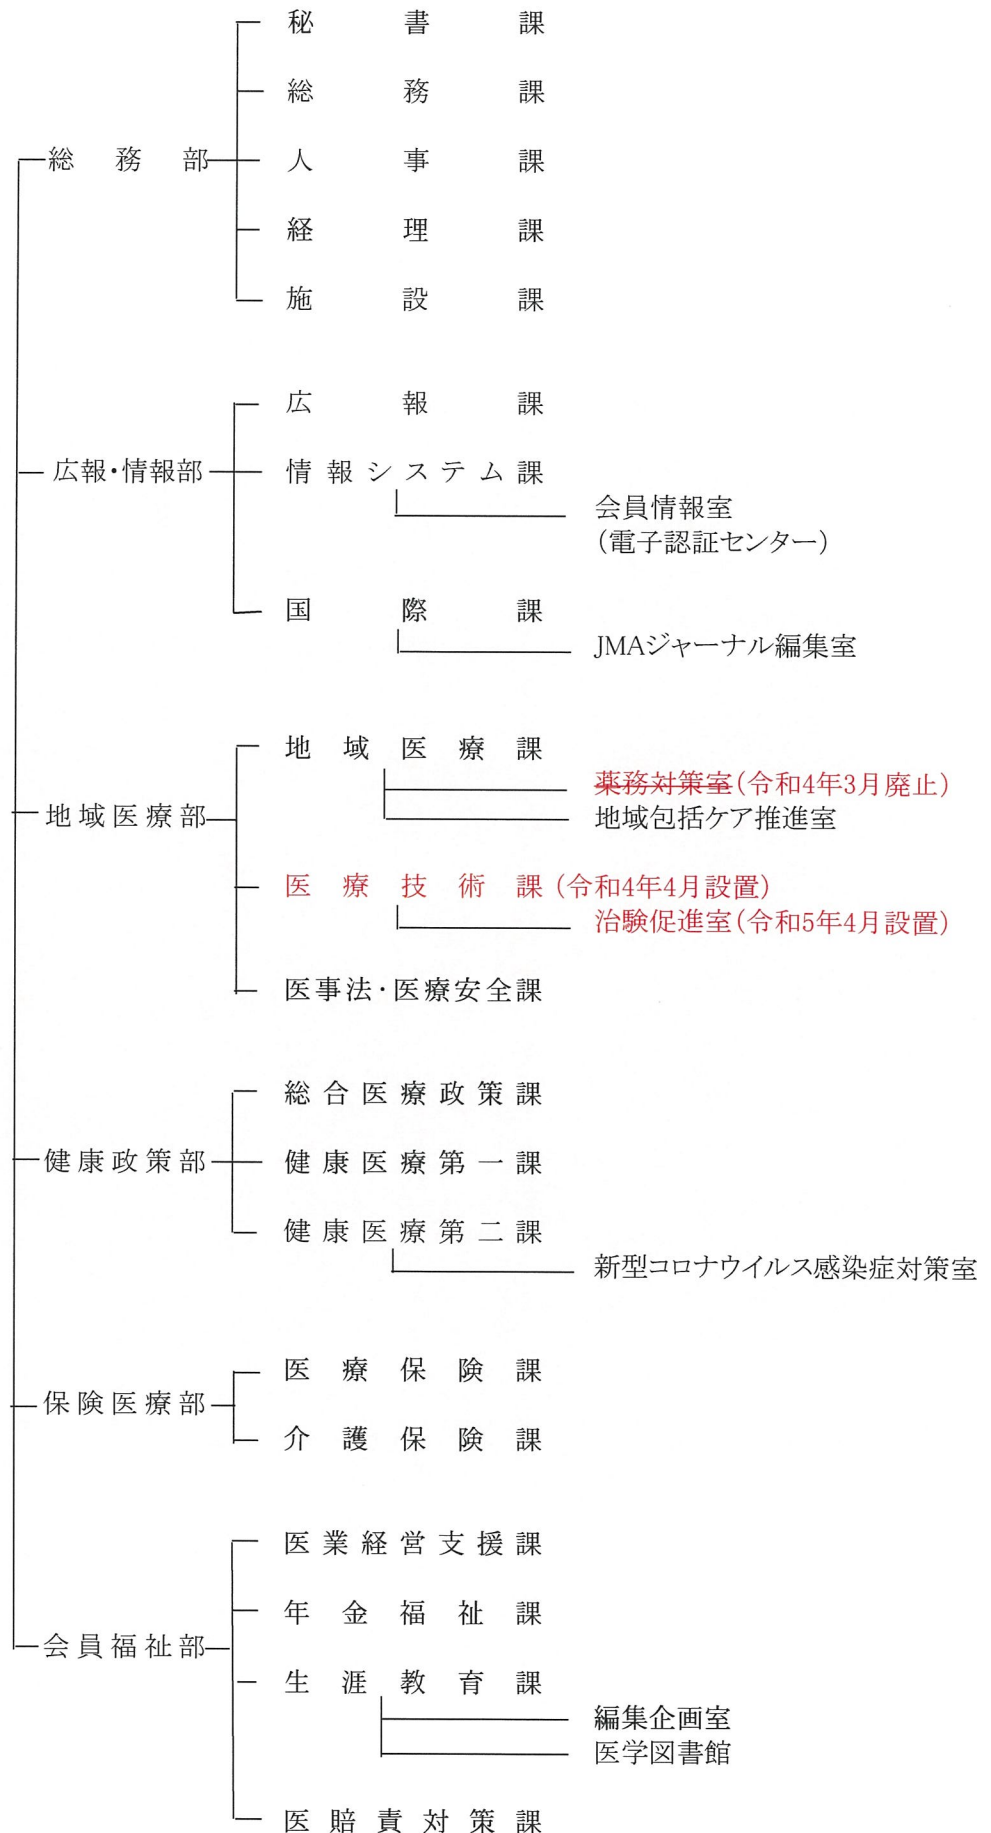 秘書課
総務課
総務部
人事課
経理課
施設課
広報課
広報・情報部
情報システム課
会員情報室
（電子認証センター）
国際課
JMAジャーナル編集室
地域医療課
薬務対策室（令和4年3月廃止）
地域医療部
地域包括ケア推進室
医療技術課（令和4年4月設置）
治験促進室（令和5年4月設置）
医事法・医療安全課
総合医療政策課
健康政策部
健康医療第一課
健康医療第二課
新型コロナウイルス感染症対策室
医療保険課
保険医療部
介護保険課
医業経営支援課
年金福祉課
会員福祉部
生涯教育課
編集企画室
医学図書館
医賠責対策課